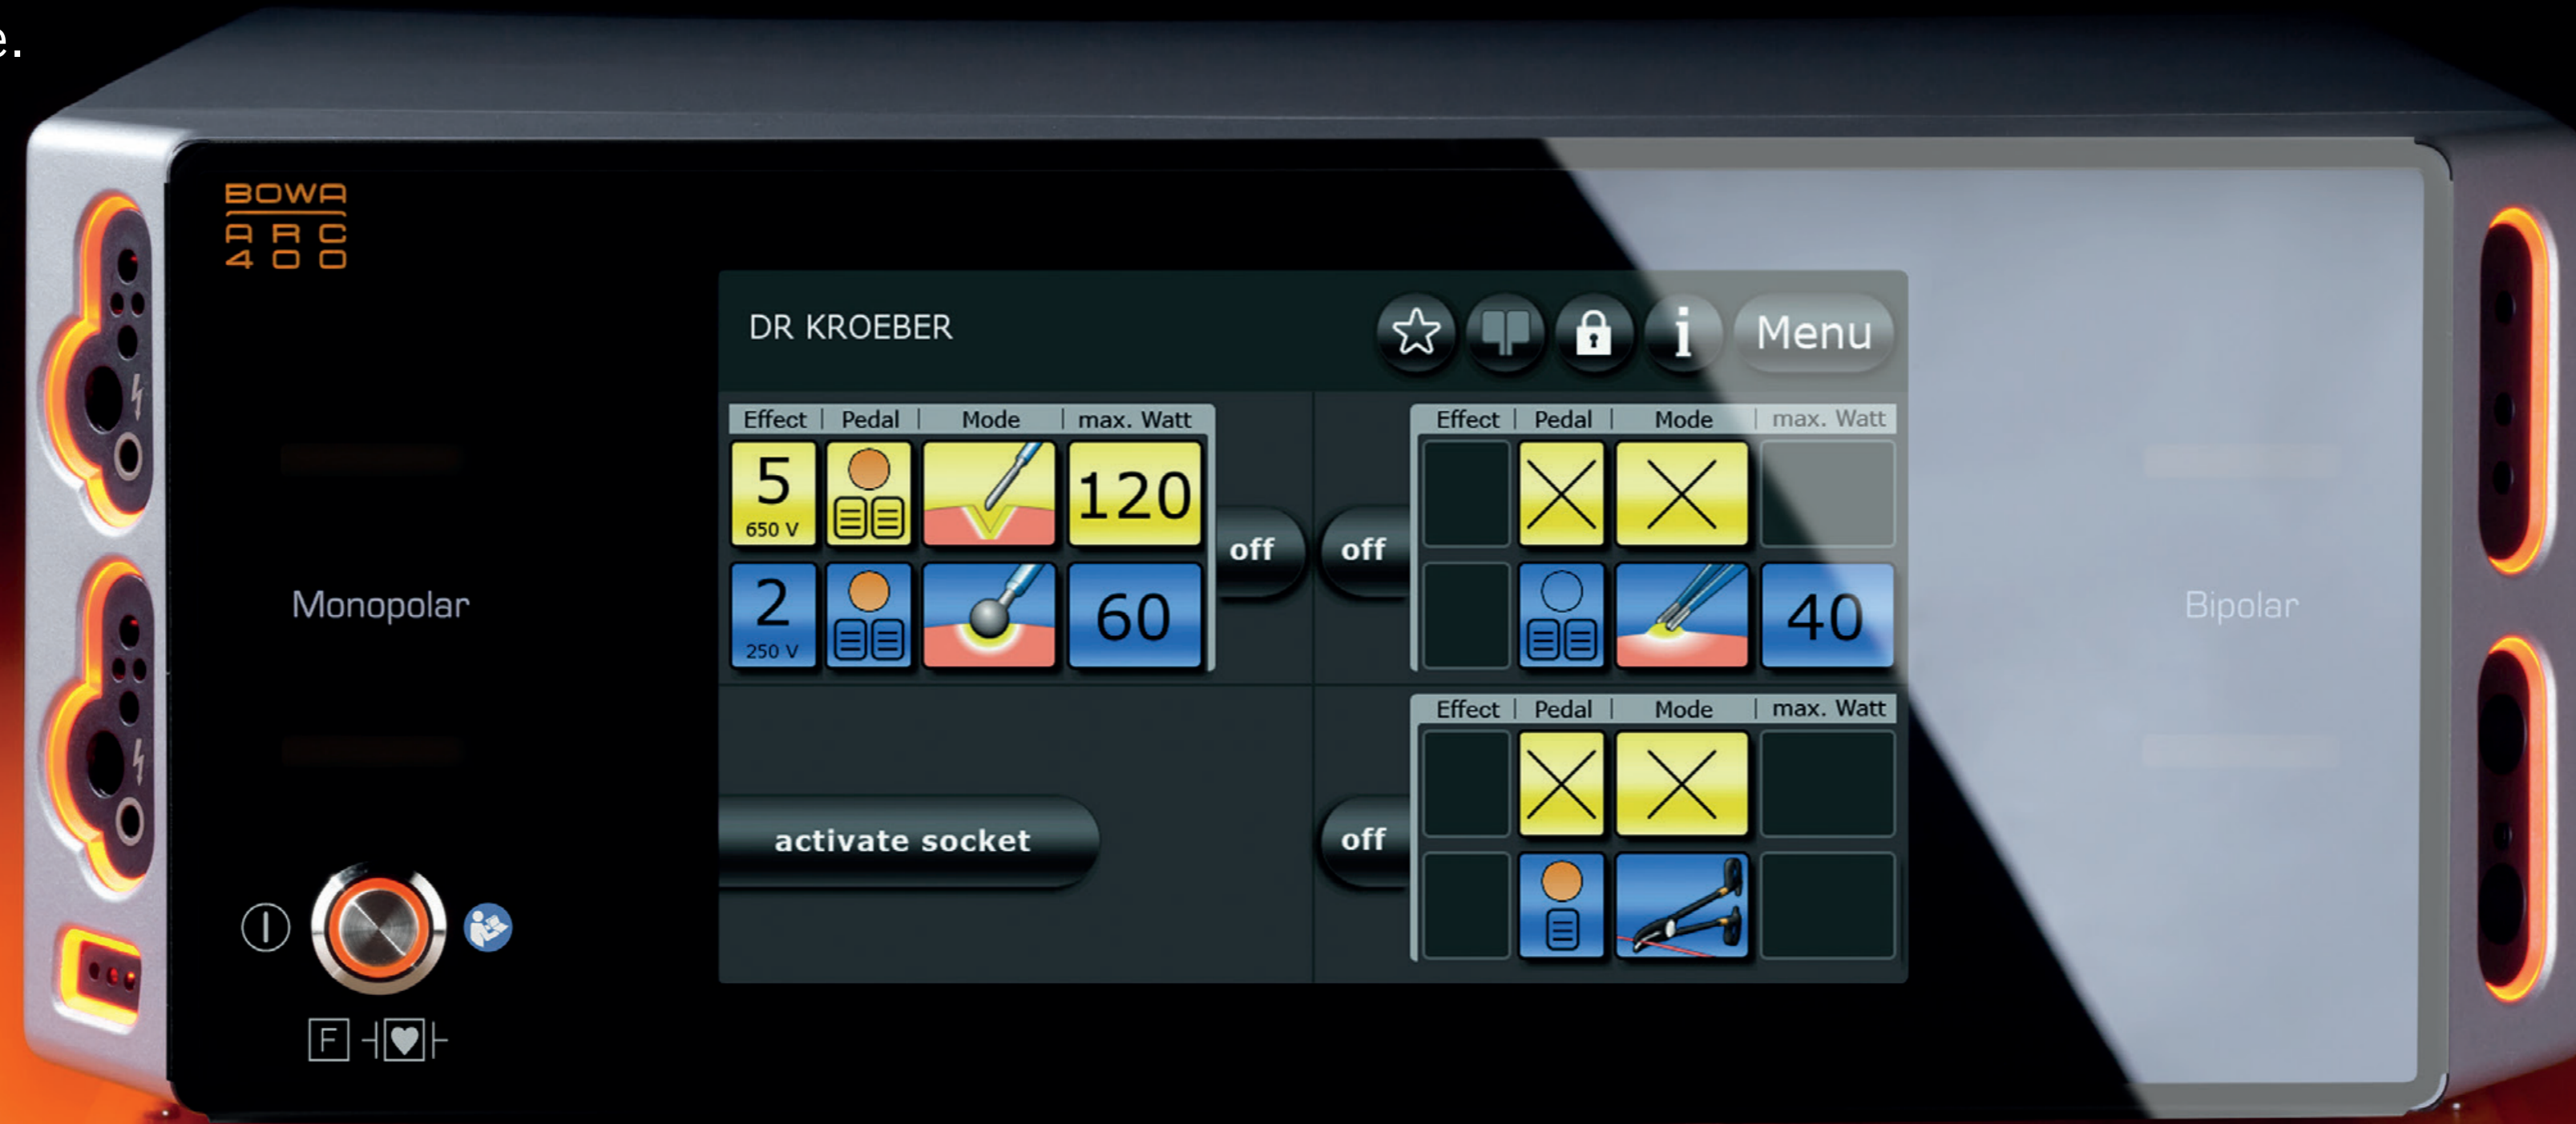 e.
BOWA
ARC
400
DR KROEBER
i
Menu
Effect | Pedal | Mode | max. Watt
5
650 V
120
2
250 V
60
off
off
Effect | Pedal | Mode | max. Watt
40
Monopolar
Bipolar
activate socket
off
Effect | Pedal | Mode | max. Watt
F